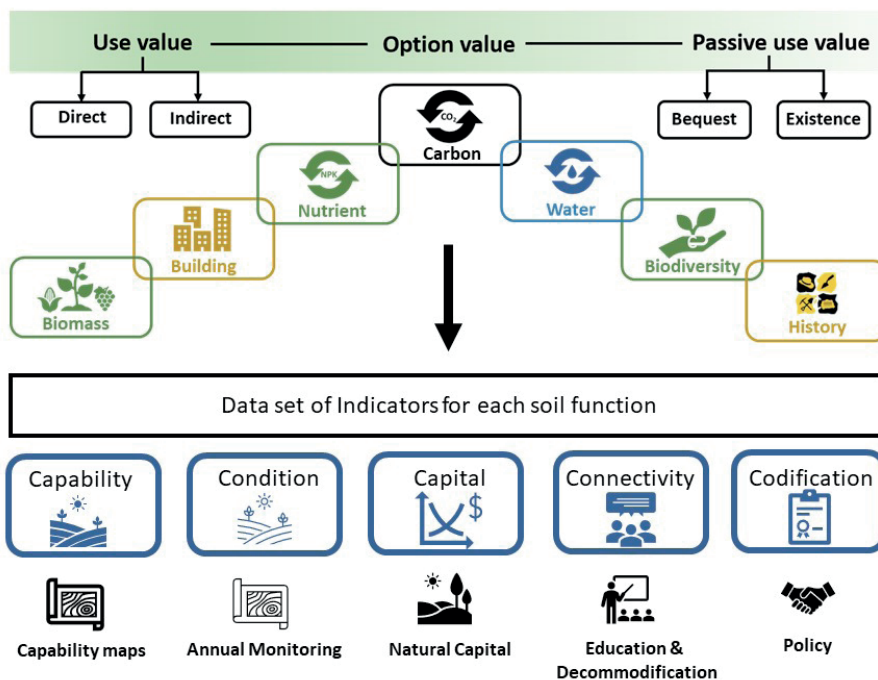 Use value
Option value
Passive use value
Direct
Indirect
CO₂
Carbon
Bequest
Existence
NPK
Nutrient
Water
Building
Biodiversity
Biomass
History
Data set of Indicators for each soil function
Capability
Condition
Capital
$
Connectivity
Codification
Capability maps
Annual Monitoring
Natural Capital
Education &
Decommodification
Policy